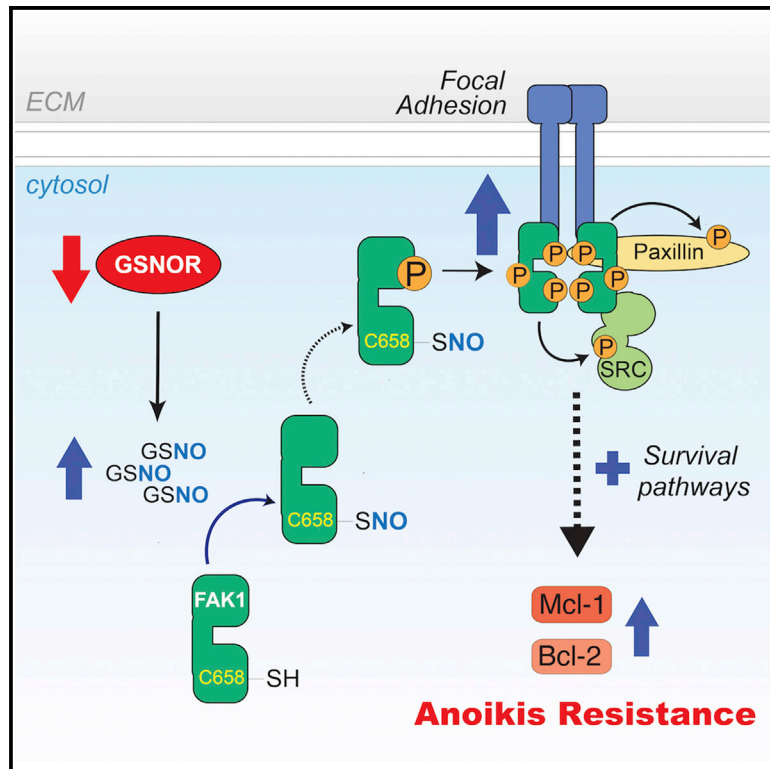 ECM
Focal
Adhesion
cytosol
GSNOR
P
P
Paxillin
P
P
P
P
P
P
C658
SNO
P
SRC
GSNO
GSNO
GSNO
Survival
pathways
C658
SNO
FAK1
C658
SH
Mcl-1
Bcl-2
Anoikis Resistance